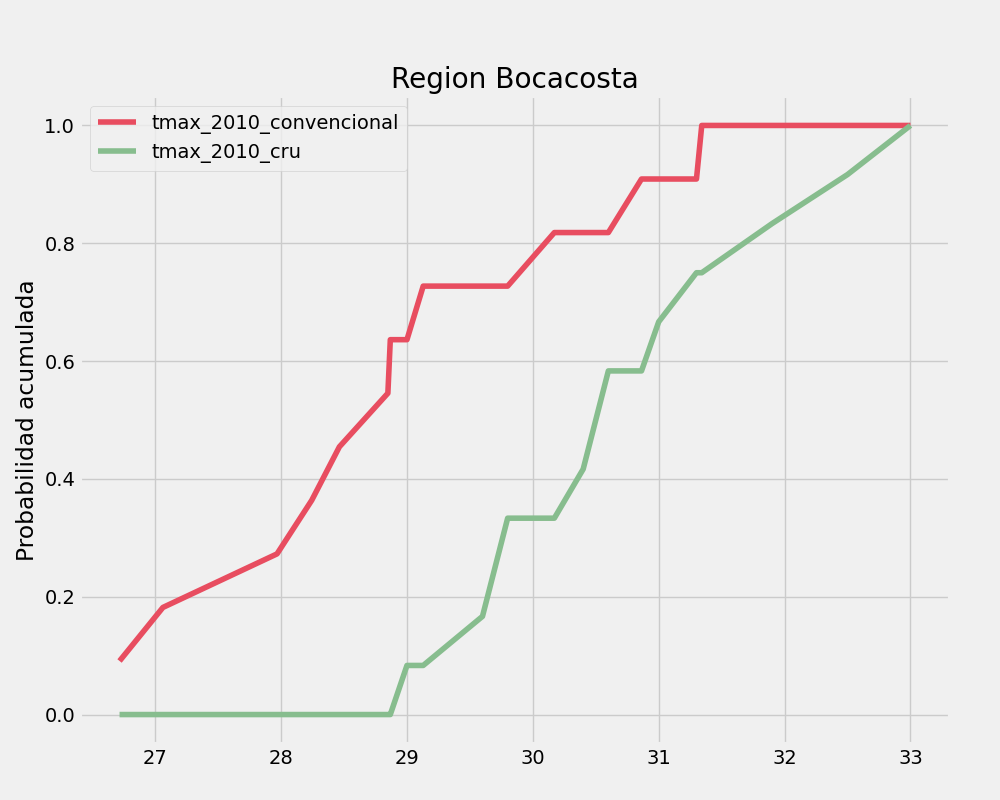 Region Bocacosta
tmax_2010_convencional
tmax_2010_cru
Probabilidad acumulada
1.0
0.8
0.6
0.4
0.2
0.0
27 28 29 30 31 32 33